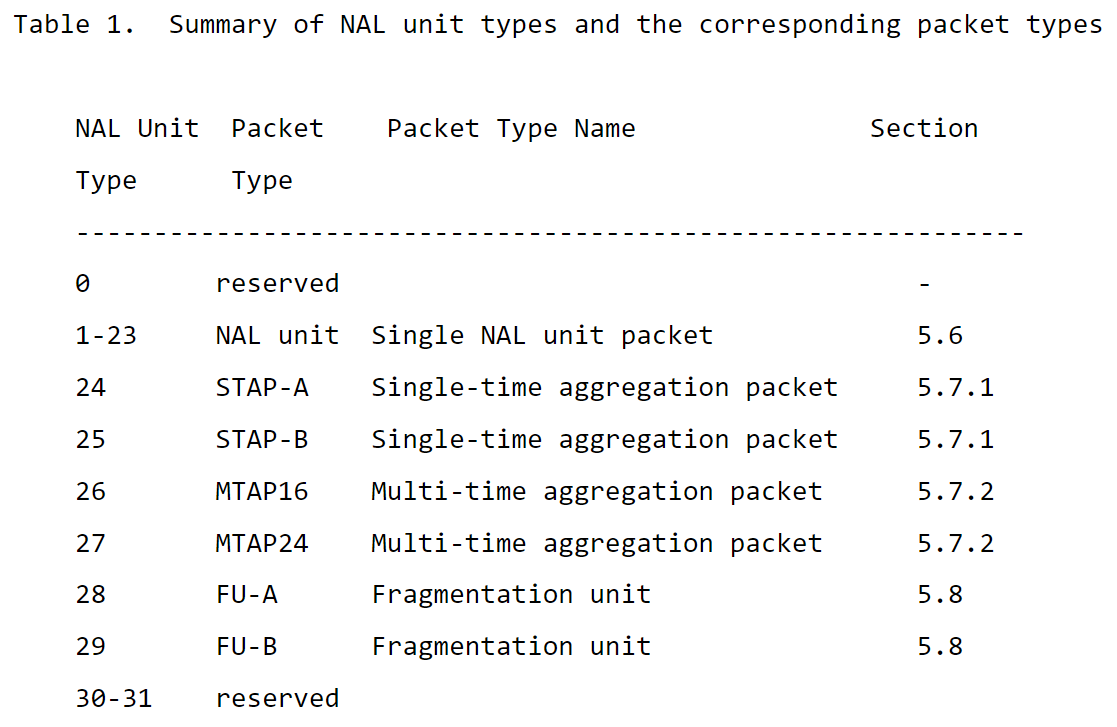 Table 1.  Summary of NAL unit types and the corresponding packet types
NAL Unit  Packet    Packet Type Name               Section
Type      Type
-------------------------------------------------------------
0        reserved                                     -
1-23     NAL unit  Single NAL unit packet             5.6
24       STAP-A    Single-time aggregation packet     5.7.1
25       STAP-B    Single-time aggregation packet     5.7.1
26       MTAP16    Multi-time aggregation packet      5.7.2
27       MTAP24    Multi-time aggregation packet      5.7.2
28       FU-A      Fragmentation unit                 5.8
29       FU-B      Fragmentation unit                 5.8
30-31    reserved